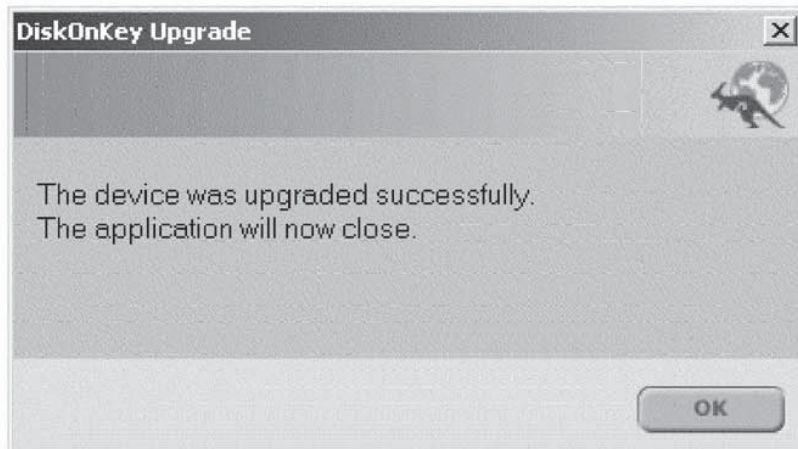 DiskOnKey Upgrade
The device was upgraded successfully.
The application will now close.
OK